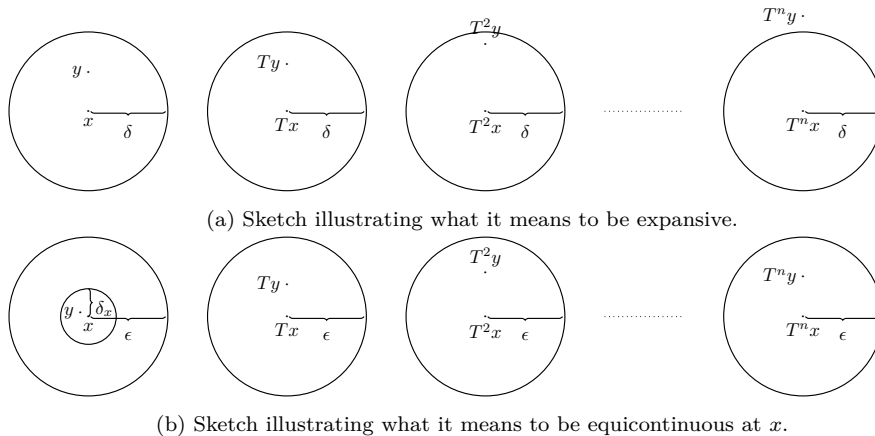 T²y
Tⁿy
y
Ty
x
Tx
T²x
Tⁿx
δ
δ
δ
δ
(a) Sketch illustrating what it means to be expansive.
T²y
Ty
Tⁿy
y
δₓ
x
Tx
T²x
Tⁿx
ϵ
ϵ
ϵ
ϵ
(b) Sketch illustrating what it means to be equicontinuous at x.